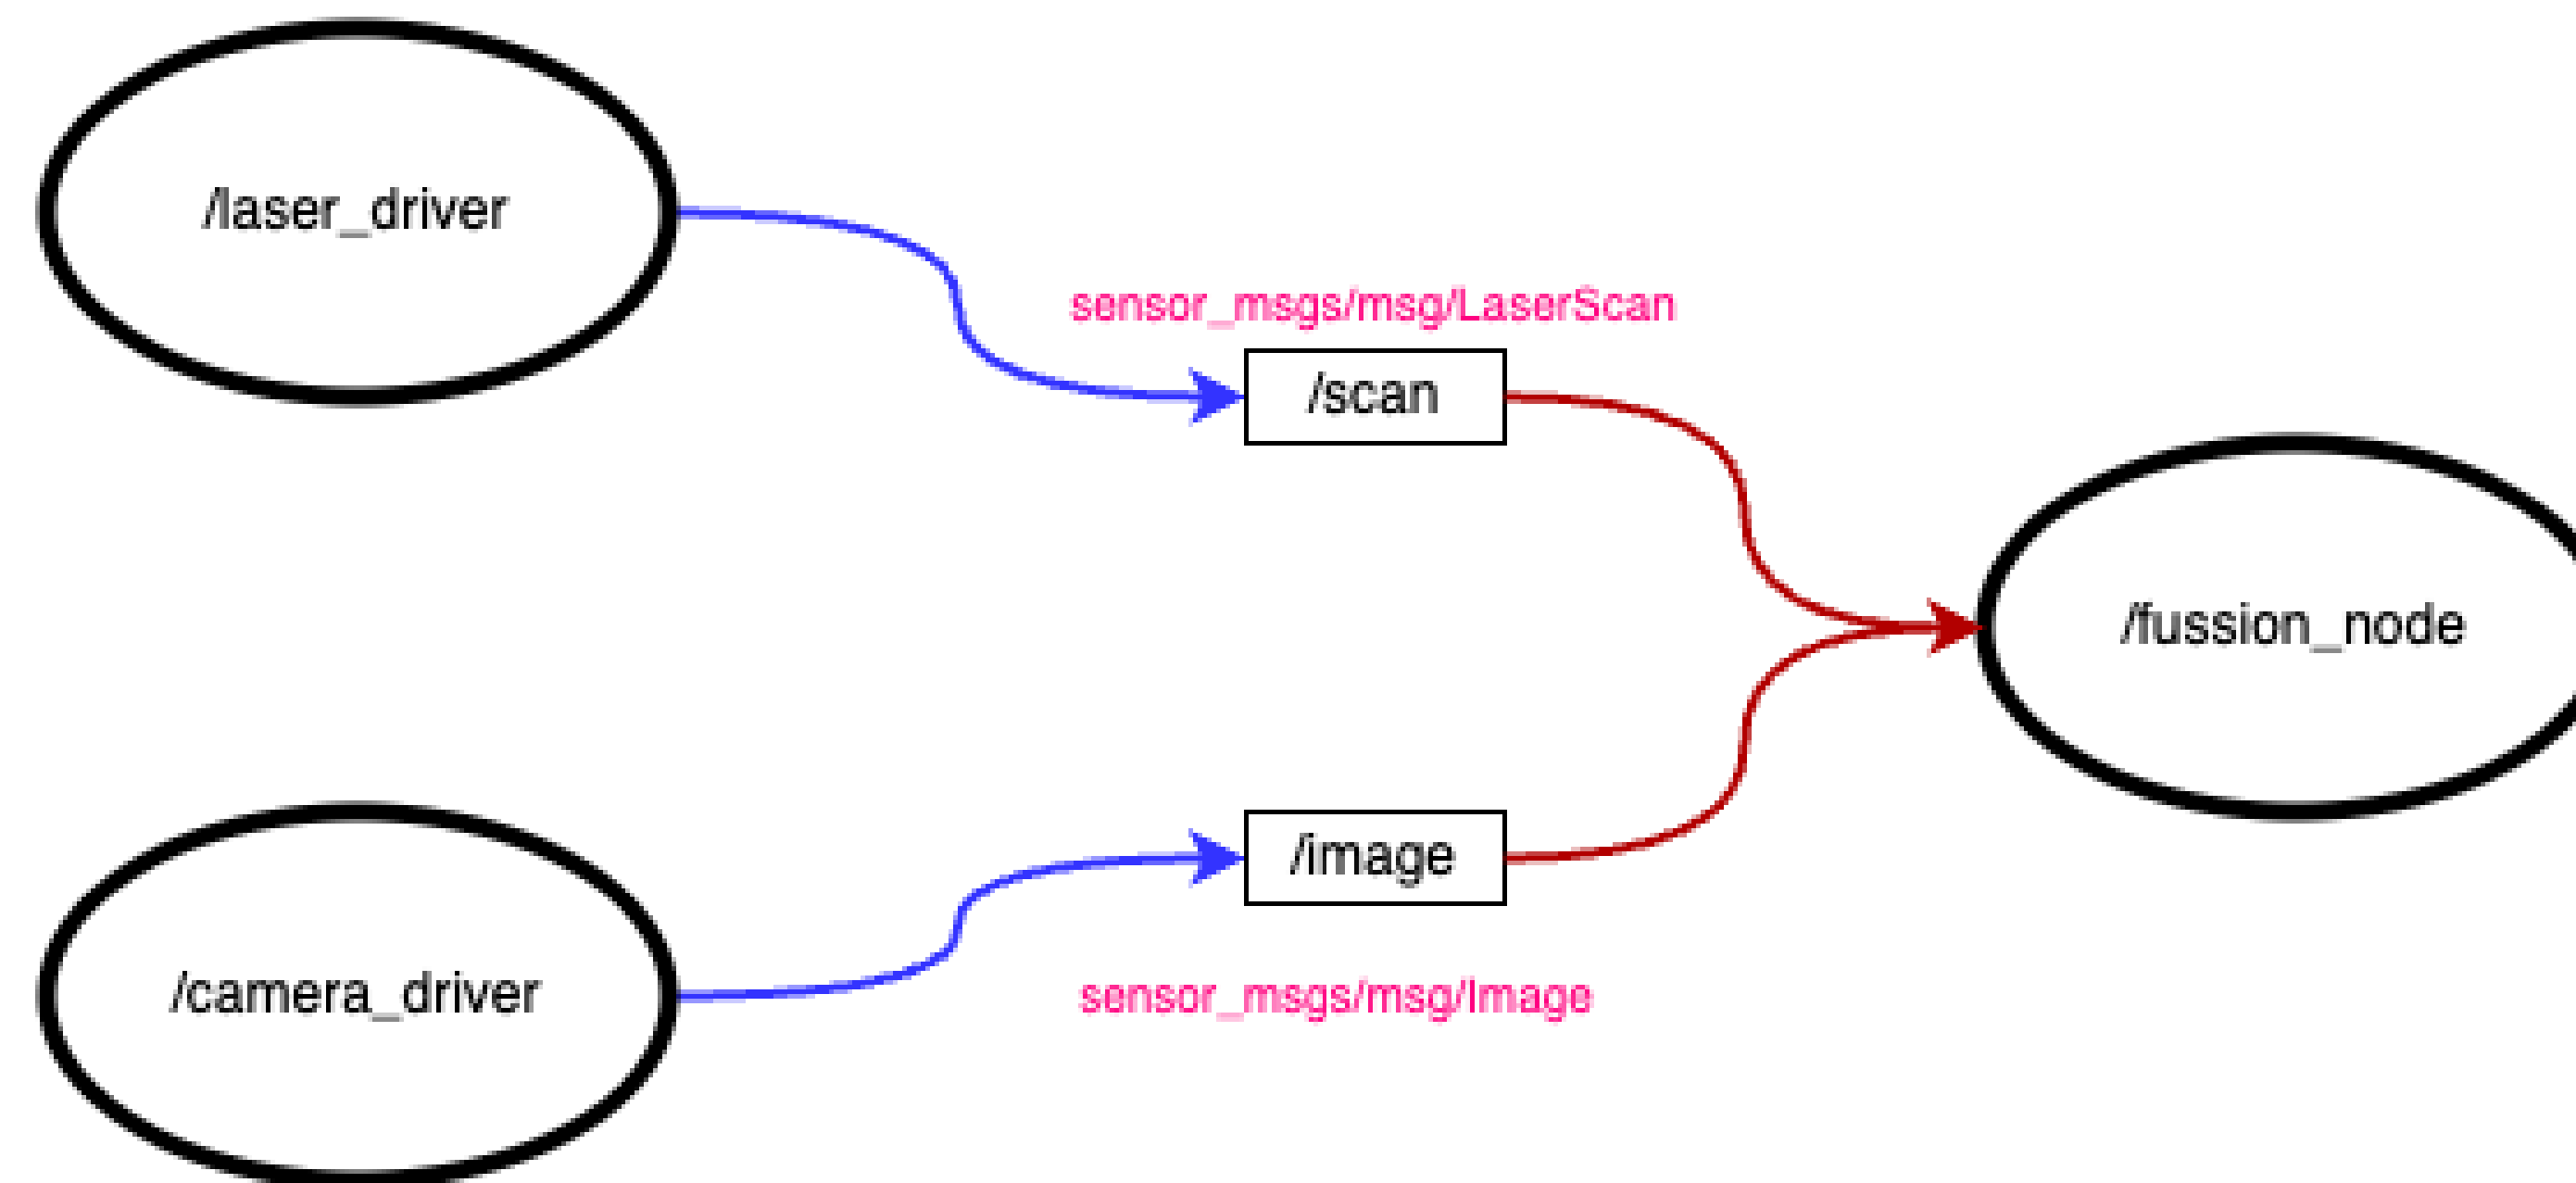 /laser_driver
sensor_msgs/msg/LaserScan
/scan
/fussion_node
/image
/camera_driver
sensor_msgs/msg/Image